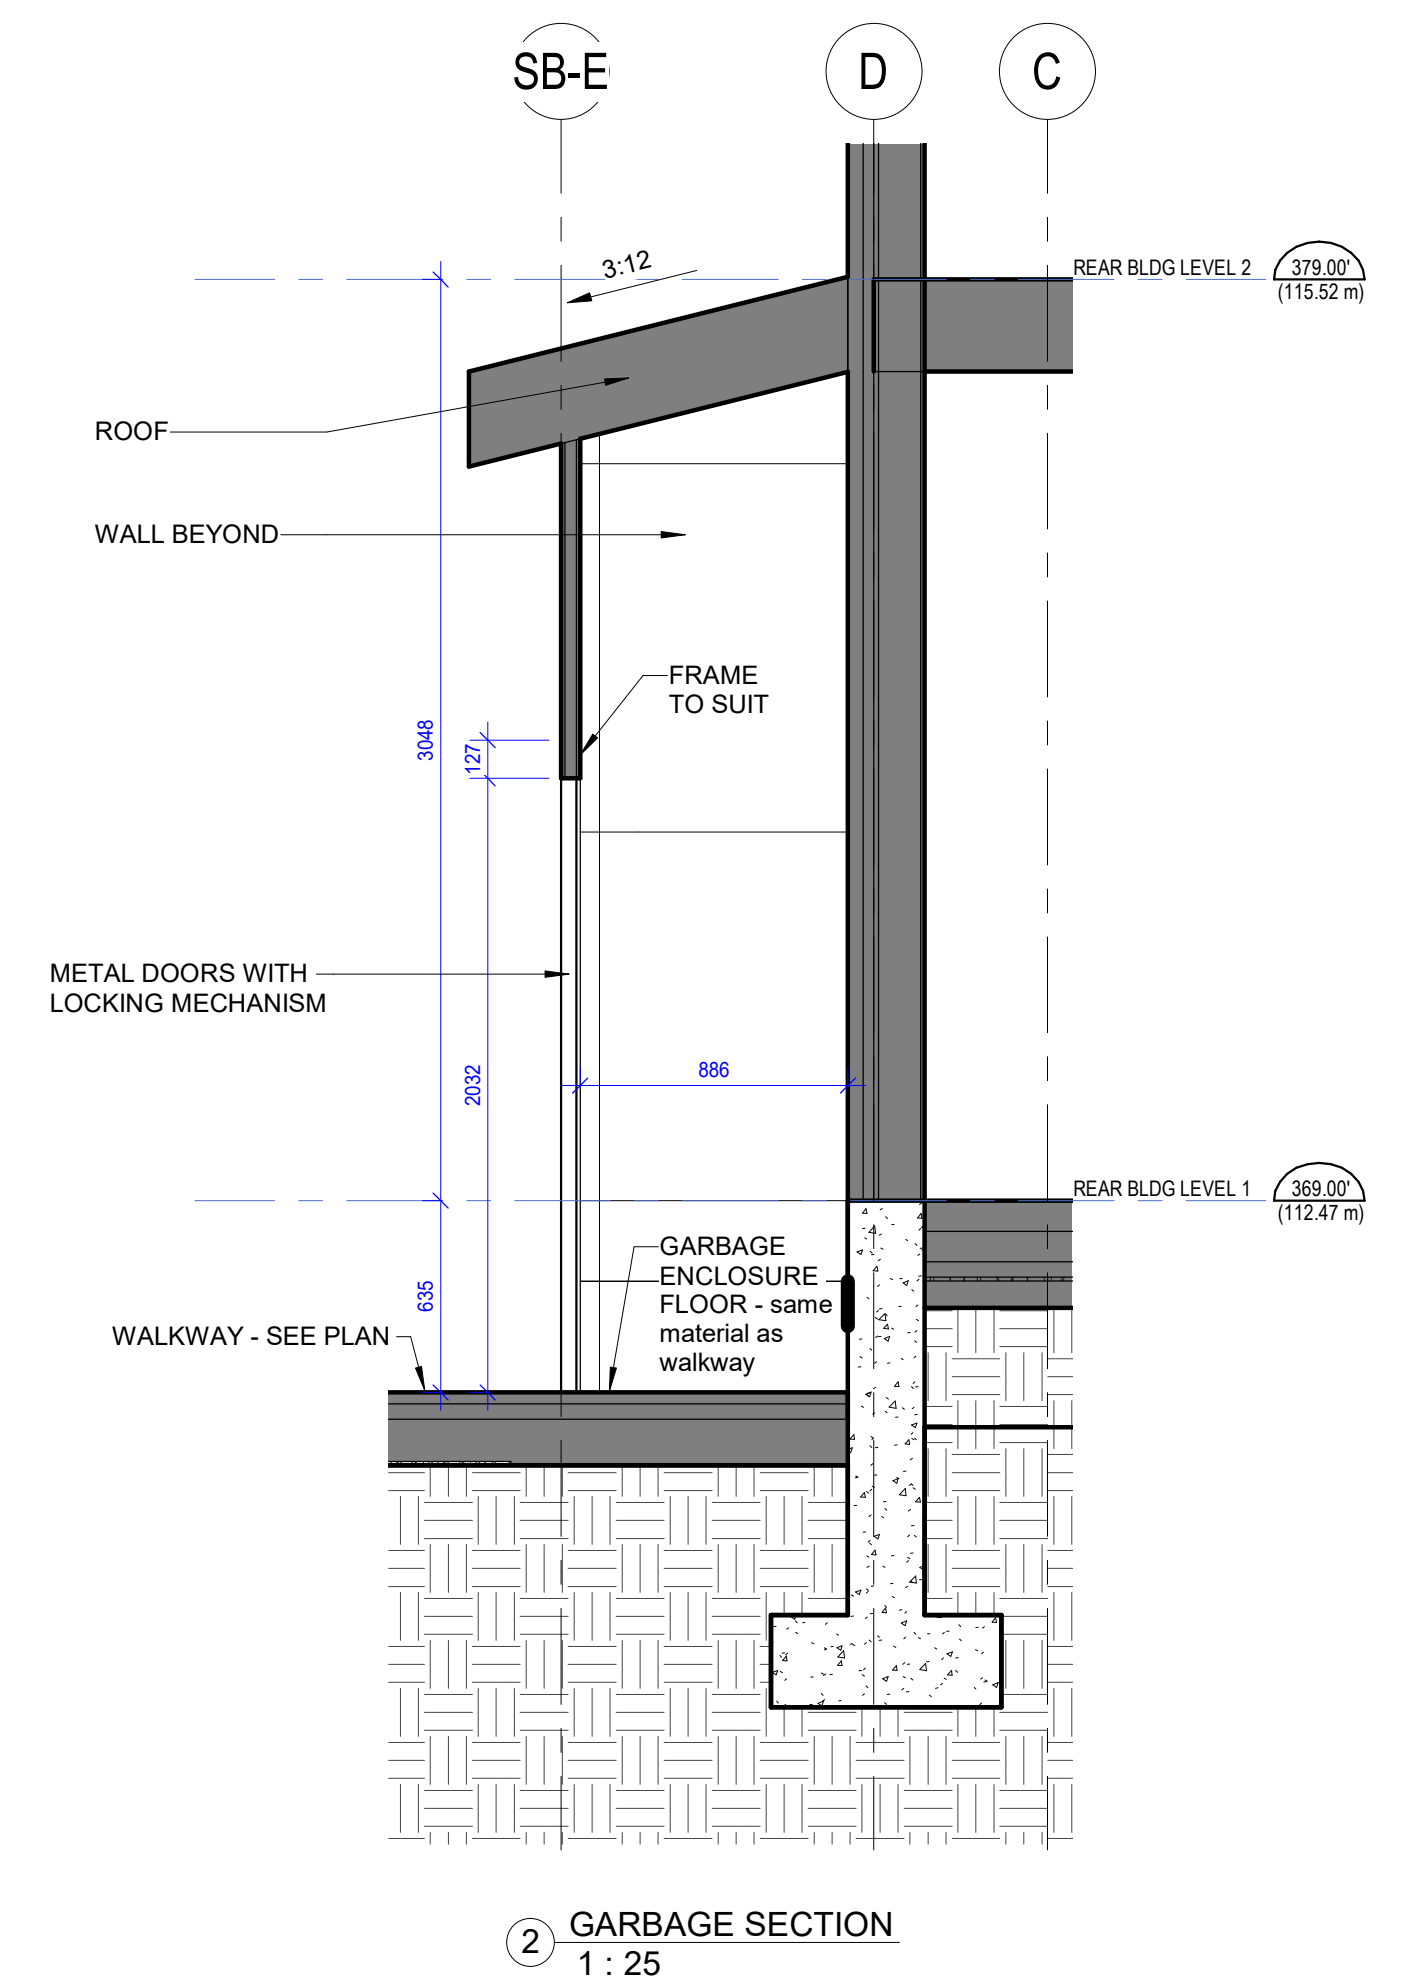 SB-E
D
C
3:12
REAR BLDG LEVEL 2
379.00'
(115.52 m)
ROOF
WALL BEYOND
FRAME
TO SUIT
3048
127
METAL DOORS WITH
LOCKING MECHANISM
886
2032
REAR BLDG LEVEL 1
369.00'
(112.47 m)
GARBAGE
ENCLOSURE
FLOOR - same
material as
walkway
635
WALKWAY - SEE PLAN
2
GARBAGE SECTION
1 : 25